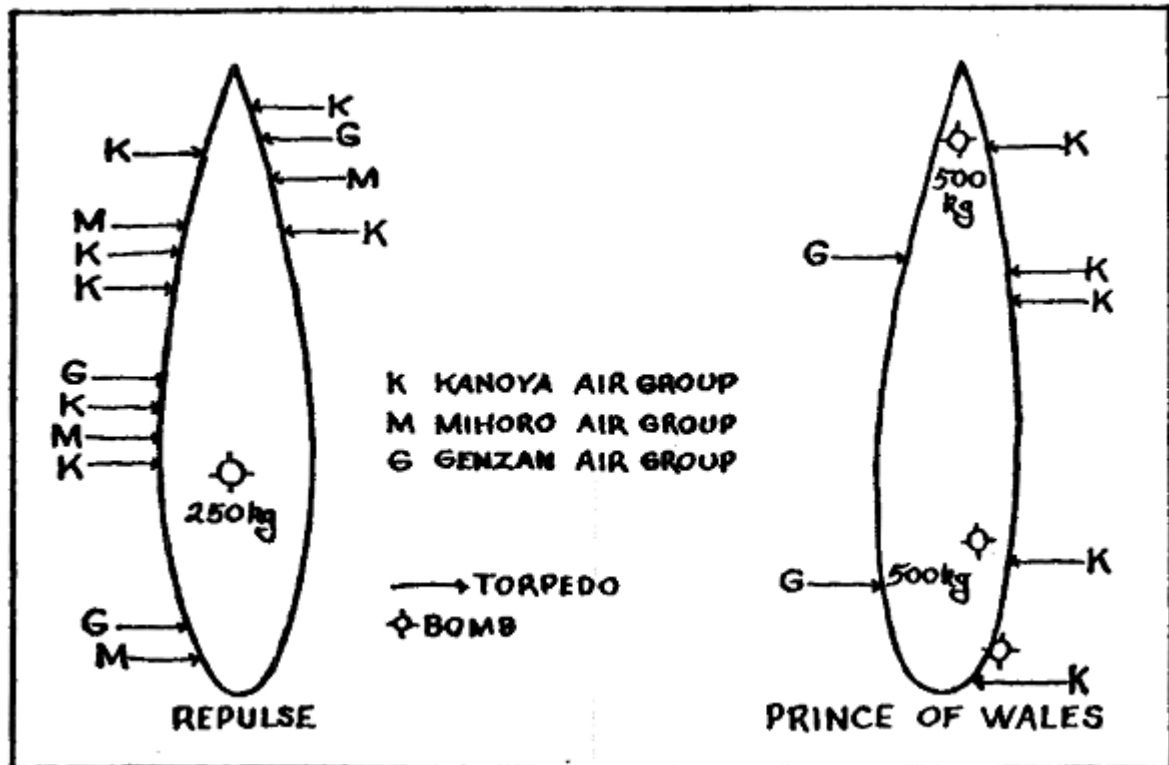 K
G
K
M
K
M
K
K
G
K
M
K
250kg
G
M
REPULSE
K KANOYA AIR GROUP
M MIHORO AIR GROUP
G GENZAN AIR GROUP
TORPEDO
BOMB
K
500
kg
G
K
K
K
G
500kg
K
PRINCE OF WALES